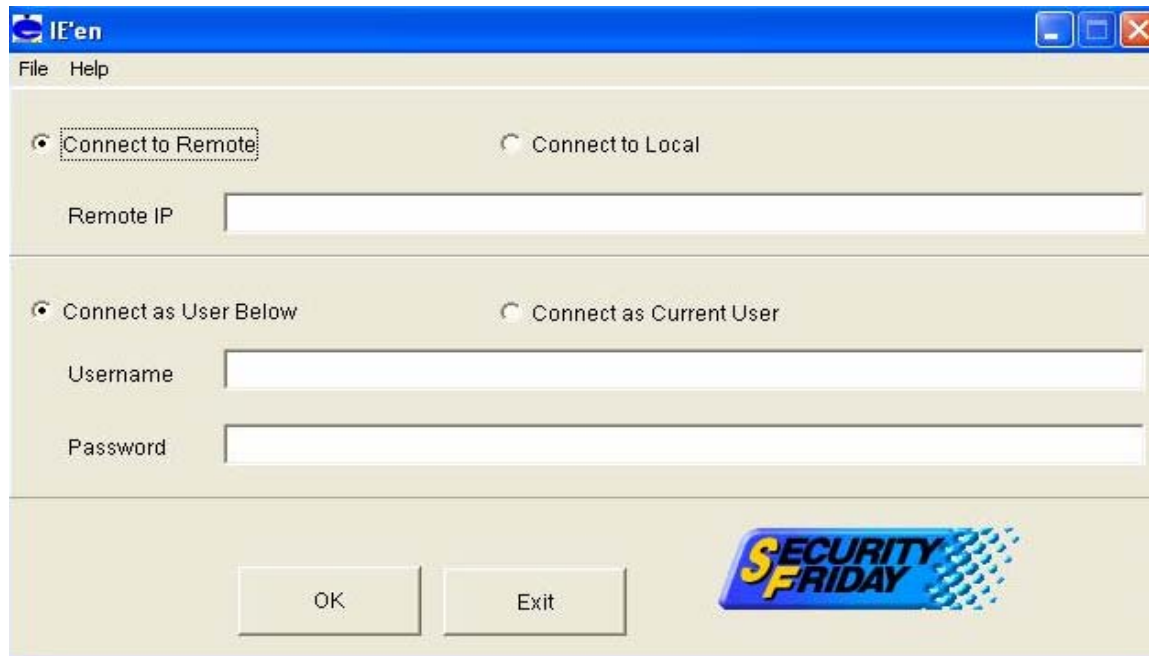 IE'en
File Help
Connect to Remote Connect to Local
Remote IP
Connect as User Below Connect as Current User
Username
Password
OK Exit
SECURITY
FRIDAY